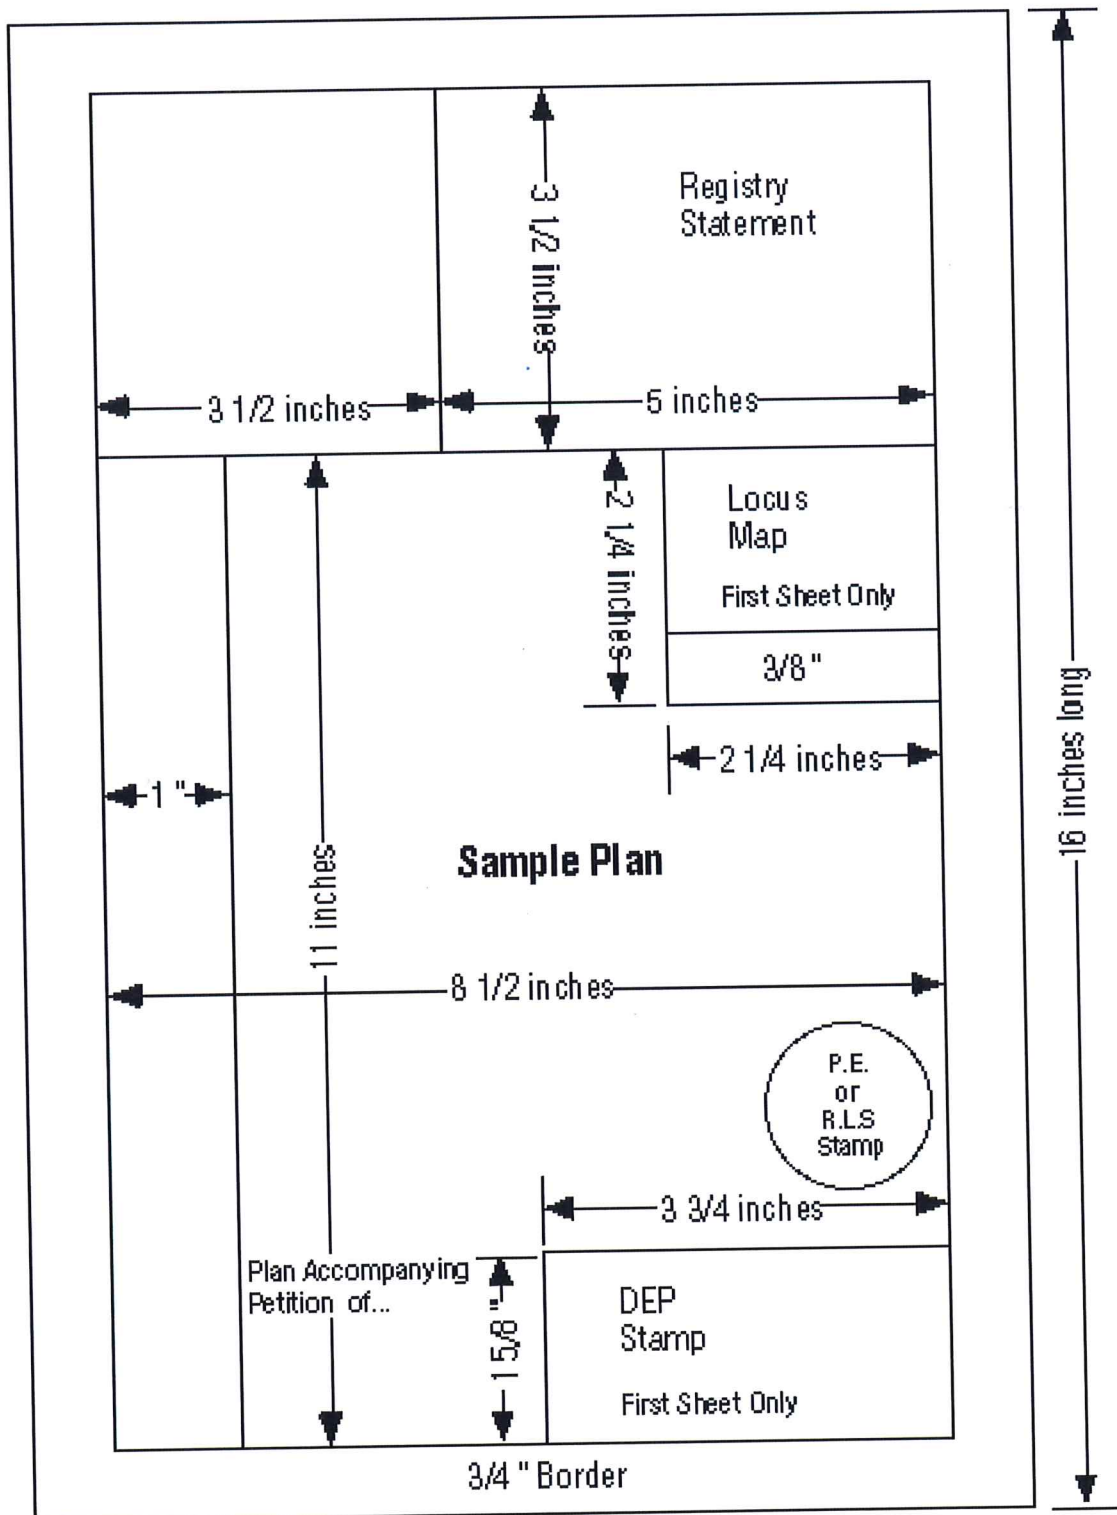 Registry
Statement
3 1/2 inches
3 1/2 inches
5 inches
Locus
Map
First Sheet Only
2 1/4 inches
3/8 "
2 1/4 inches
16 inches long
1 "
Sample Plan
11 inches
8 1/2 inches
P.E.
or
R.L.S
Stamp
3 3/4 inches
Plan Accompanying
Petition of...
1 5/8 "
DEP
Stamp
First Sheet Only
3/4 " Border